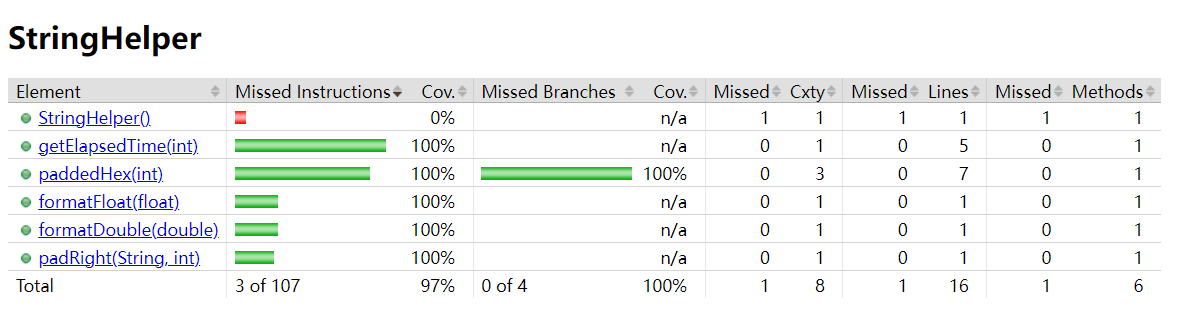 StringHelper
Element Missed Instructions Cov. Missed Branches Cov. Missed Cxty Missed Lines Missed Methods
StringHelper() 0% n/a 1 1 1 1 1 1
getElapsedTime(int) 100% n/a 0 1 0 5 0 1
paddedHex(int) 100% 100% 0 3 0 7 0 1
formatFloat(float) 100% n/a 0 1 0 1 0 1
formatDouble(double) 100% n/a 0 1 0 1 0 1
padRight(String, int) 100% n/a 0 1 0 1 0 1
Total 3 of 107 97% 0 of 4 100% 1 8 1 16 1 6